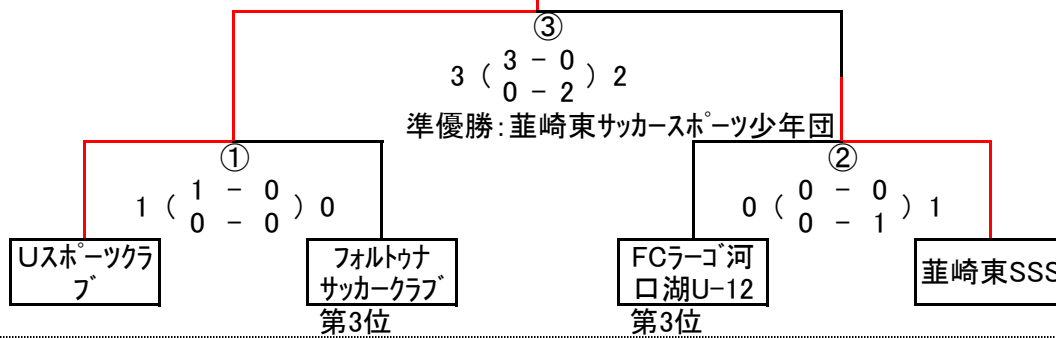 ③
3 ( 3 - 0 ) 2
0 - 2
準優勝:韮崎東サッカースポーツ少年団
①
②
1 ( 1 - 0 ) 0
0 - 0
0 ( 0 - 0 ) 1
0 - 1
Uスポーツクラ
ブ
フォルトゥナ
サッカークラブ
FCラーゴ河
口湖U-12
韮崎東SSS
第3位
第3位